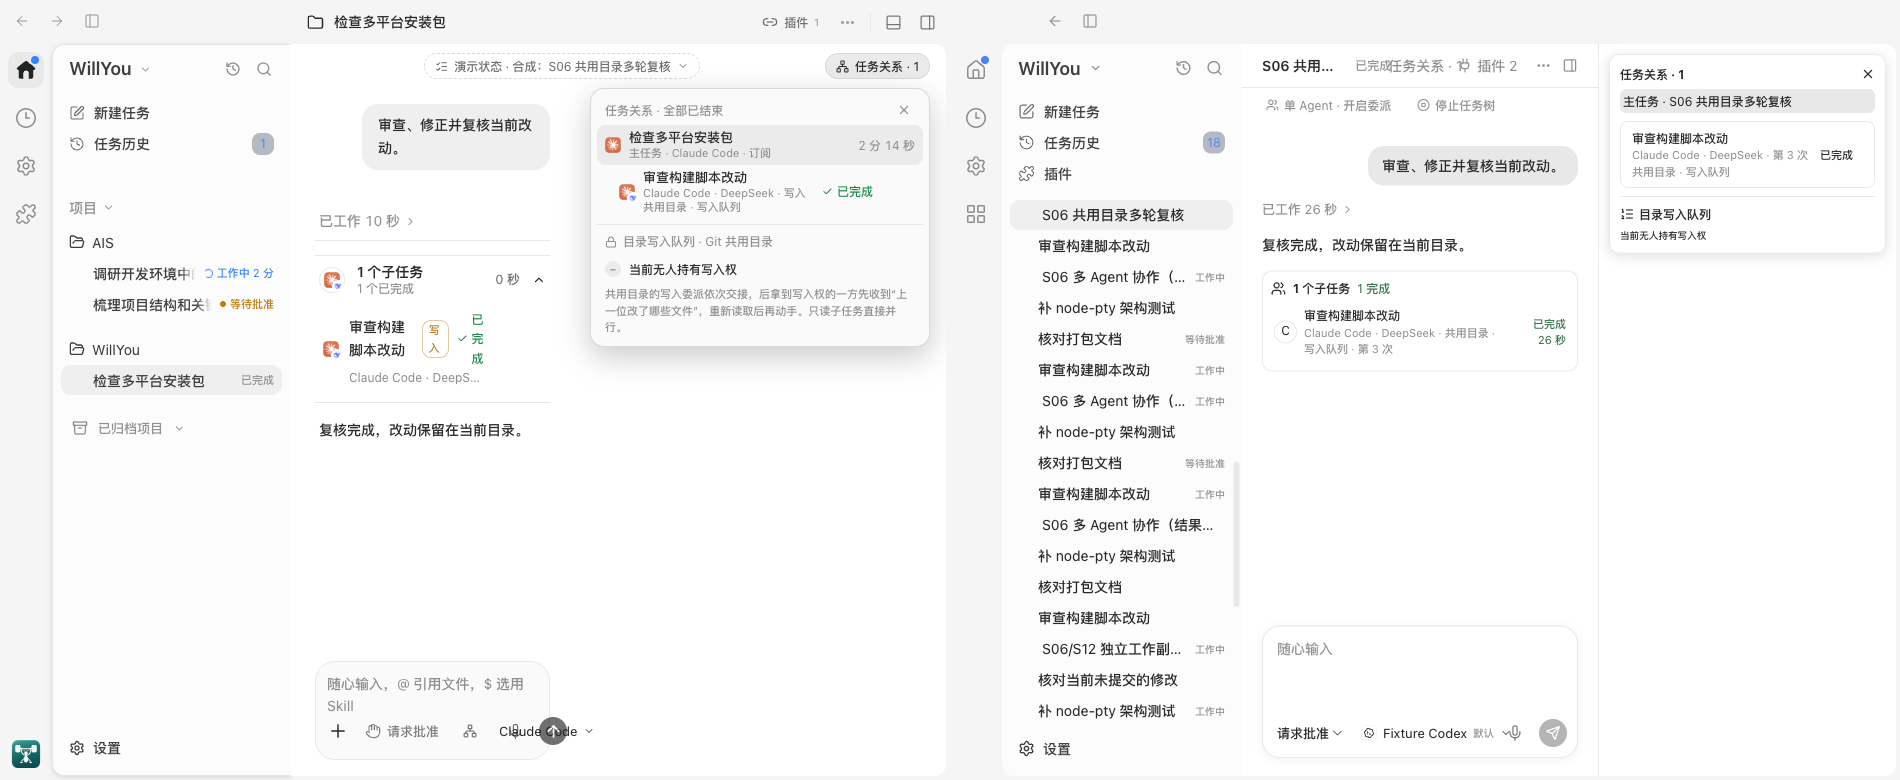 检查多平台安装包
插件 1
WillYou
新建任务
任务历史
1
项目
AIS
调研开发环境中
工作中 2 分
梳理项目结构和关
等待批准
WillYou
检查多平台安装包
已完成
已归档项目
设置
演示状态 · 合成：S06 共用目录多轮复核
任务关系 · 1
审查、修正并复核当前改
动。
已工作 10 秒
1 个子任务
1 个已完成
0 秒
审查构建
脚本改动
写
入
已
完
成
Claude Code · DeepS...
复核完成，改动保留在当前目录。
随心输入，@ 引用文件，$ 选用
Skill
请求批准
Claude Code
任务关系 · 全部已结束
检查多平台安装包
主任务 · Claude Code · 订阅
2 分 14 秒
审查构建脚本改动
Claude Code · DeepSeek · 写入
共用目录 · 写入队列
已完成
目录写入队列 · Git 共用目录
当前无人持有写入权
共用目录的写入委派依次交接，后拿到写入权的一方先收到“上
一位改了哪些文件”，重新读取后再动手。只读子任务直接并
行。
WillYou
新建任务
任务历史
18
插件
S06 共用目录多轮复核
审查构建脚本改动
S06 多 Agent 协作（...
工作中
补 node-pty 架构测试
核对打包文档
等待批准
审查构建脚本改动
工作中
S06 多 Agent 协作（...
工作中
补 node-pty 架构测试
核对打包文档
等待批准
审查构建脚本改动
工作中
S06 多 Agent 协作（结果...
补 node-pty 架构测试
核对打包文档
审查构建脚本改动
S06/S12 独立工作副...
工作中
核对当前未提交的修改
补 node-pty 架构测试
工作中
设置
S06 共用...
已完成
任务关系 · 1
插件 2
单 Agent · 开启委派
停止任务树
审查、修正并复核当前改动。
已工作 26 秒
复核完成，改动保留在当前目录。
1 个子任务 1 完成
C
审查构建脚本改动
Claude Code · DeepSeek · 共用目录 ·
写入队列 · 第 3 次
已完成
26 秒
随心输入
请求批准
Fixture Codex 默认
任务关系 · 1
主任务 · S06 共用目录多轮复核
审查构建脚本改动
Claude Code · DeepSeek · 第 3 次
已完成
共用目录 · 写入队列
目录写入队列
当前无人持有写入权